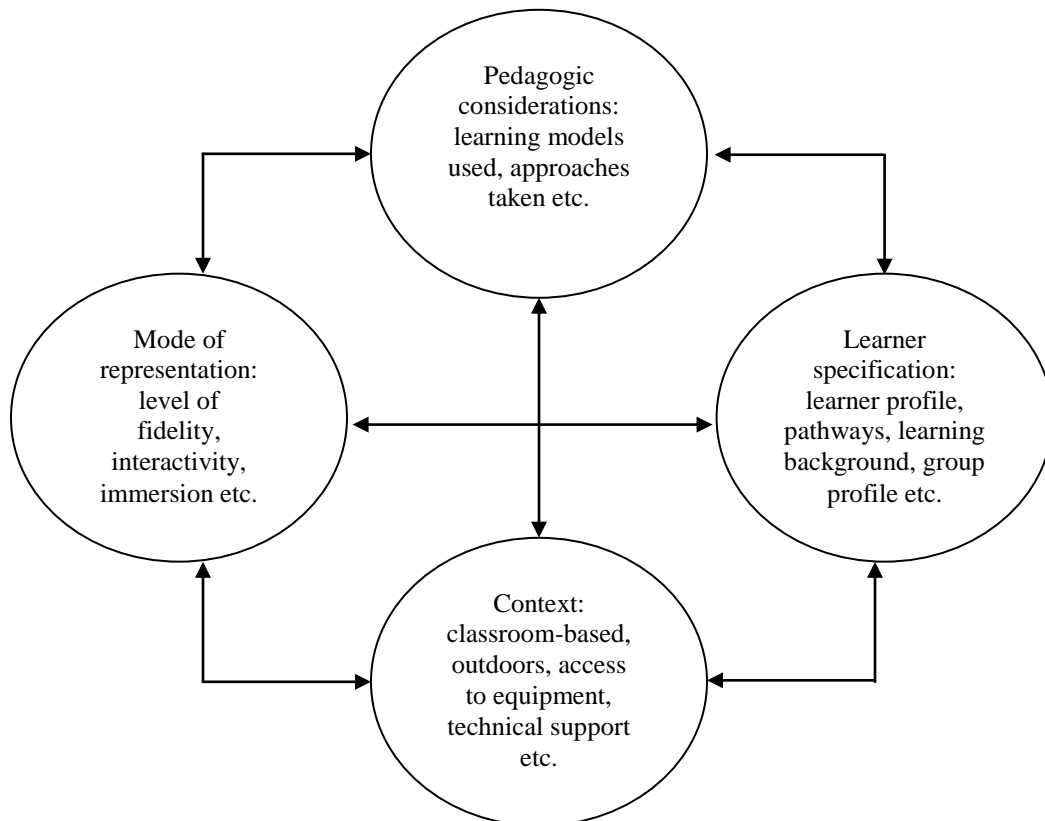 Pedagogic
considerations:
learning models
used, approaches
taken etc.
Mode of
representation:
level of
fidelity,
interactivity,
immersion etc.
Learner
specification:
learner profile,
pathways, learning
background, group
profile etc.
Context:
classroom-based,
outdoors, access
to equipment,
technical support
etc.